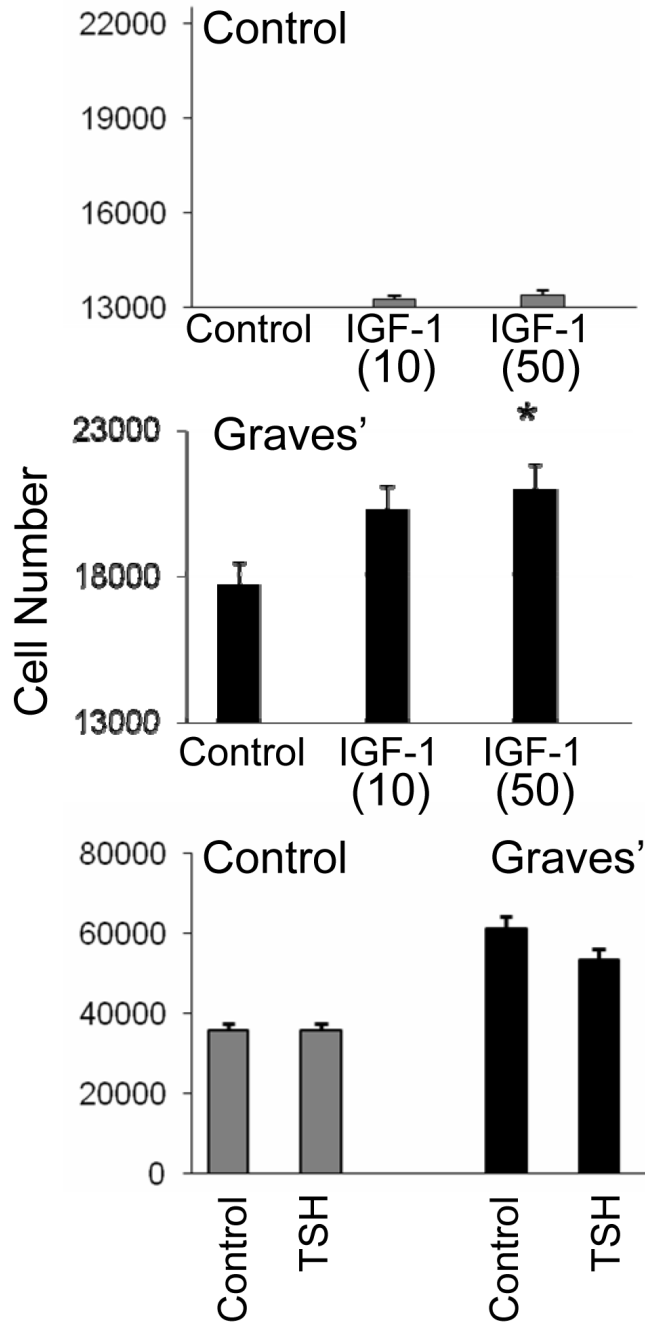 22000
Control
19000
16000
13000
Control IGF-1 IGF-1
(10) (50)
*
23000
Graves’
18000
13000
Cell Number
Control IGF-1 IGF-1
(10) (50)
80000
Control Graves’
60000
40000
20000
0
Control TSH Control TSH